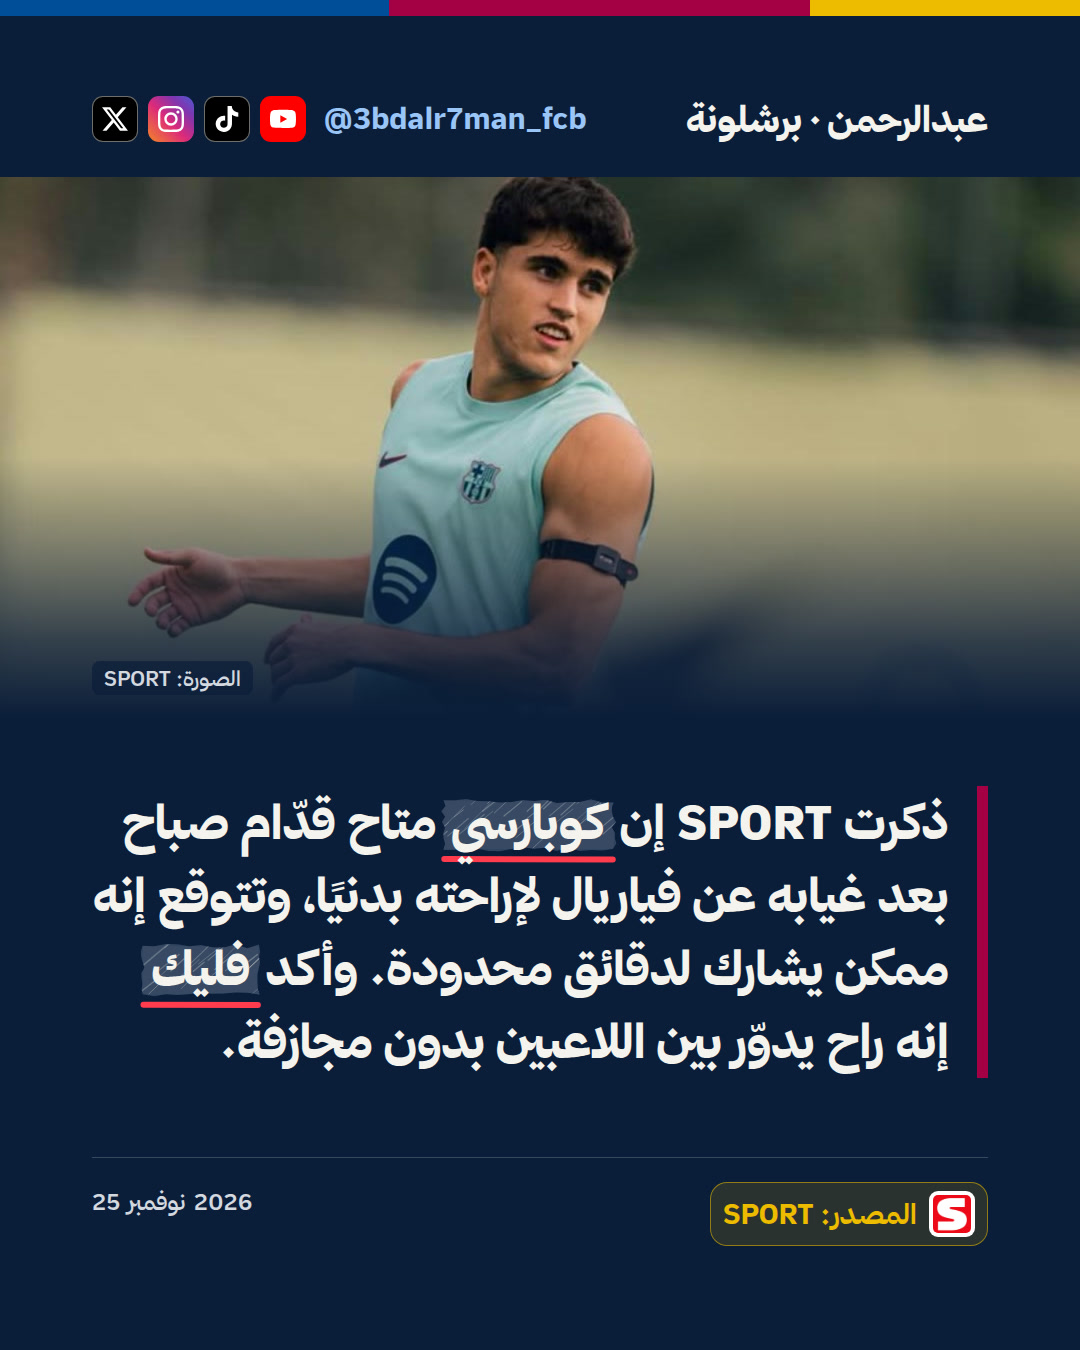 عبدالرحمن · برشلونة
@3bdalr7man_fcb
الصورة: SPORT
ذكرت SPORT إن كوبارسي متاح قدّام صباح
بعد غيابه عن فياريال لإراحته بدنيًا، وتتوقع إنه
ممكن يشارك لدقائق محدودة. وأكد فليك
إنه راح يدوّر بين اللاعبين بدون مجازفة.
المصدر: SPORT
25 نوفمبر 2026